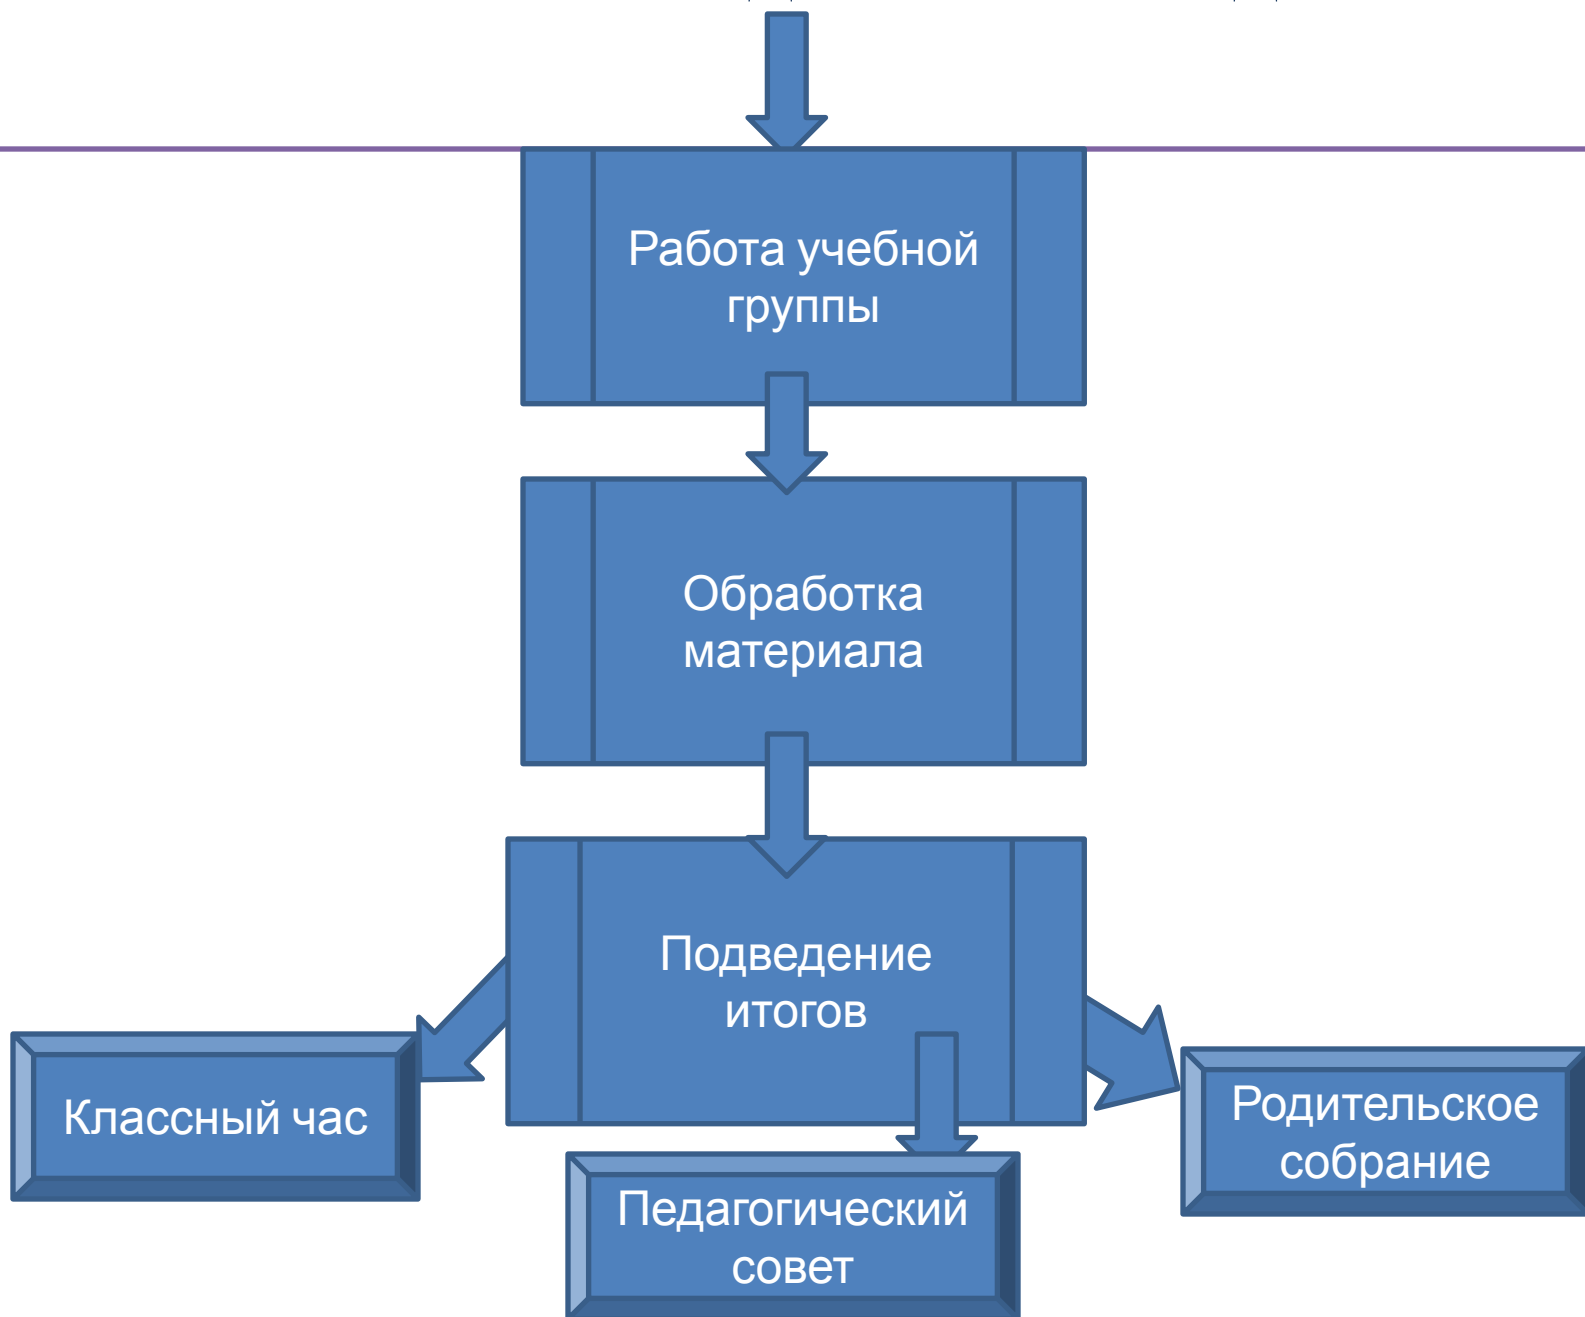 Работа учебной
группы
Обработка
материала
Подведение
итогов
Классный час
Педагогический
совет
Родительское
собрание